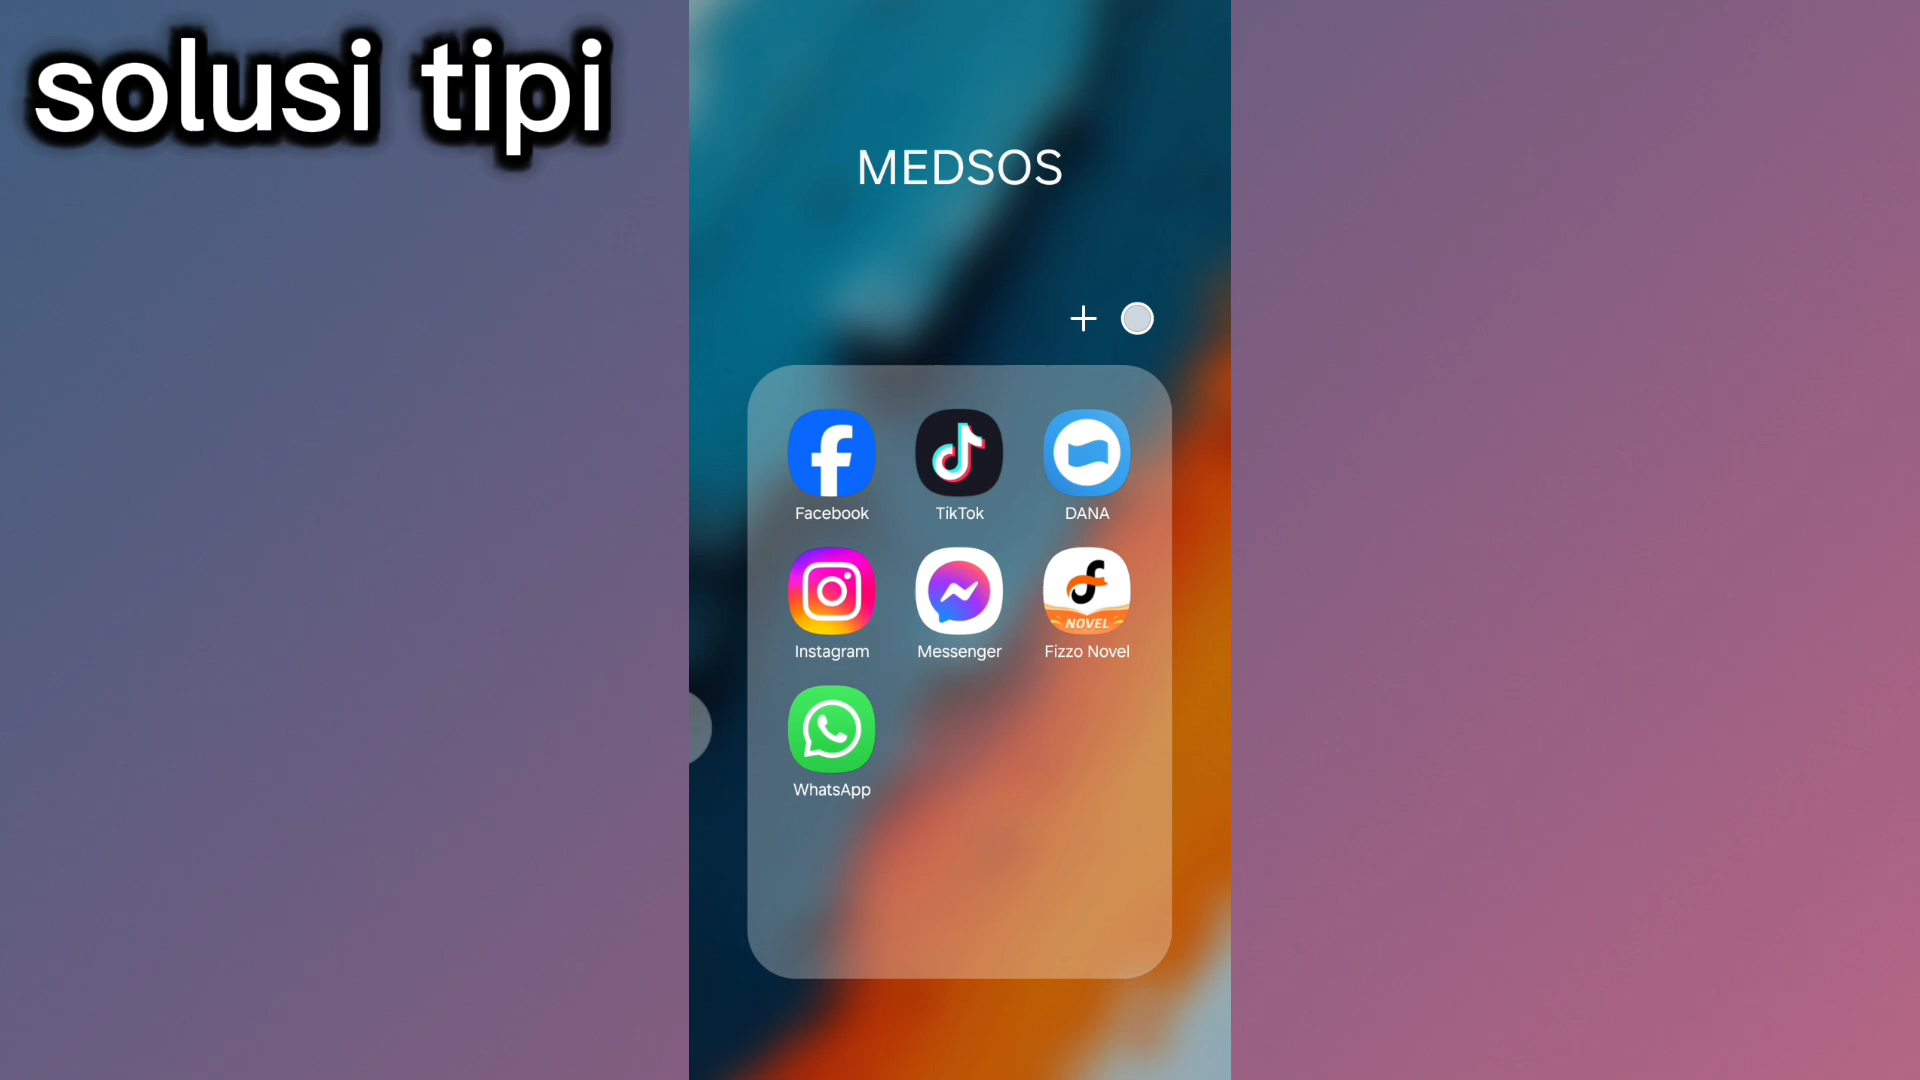 solusi tipi
MEDSOS
Facebook TikTok DANA
NOVEL
Instagram Messenger Fizzo Novel
WhatsApp